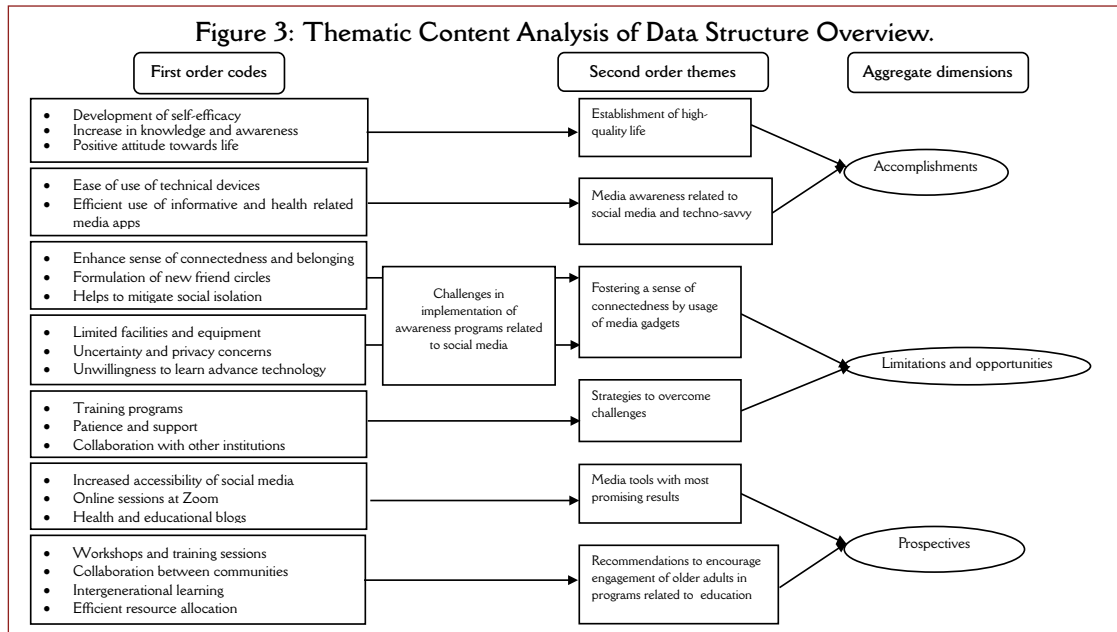 Figure 3: Thematic Content Analysis of Data Structure Overview.
First order codes
Second order themes
Aggregate dimensions
• Development of self-efficacy
• Increase in knowledge and awareness
• Positive attitude towards life
Establishment of high-
quality life
Accomplishments
• Ease of use of technical devices
• Efficient use of informative and health related
media apps
Media awareness related to
social media and techno-savvy
• Enhance sense of connectedness and belonging
• Formulation of new friend circles
• Helps to mitigate social isolation
Challenges in
implementation of
awareness programs related
to social media
Fostering a sense of
connectedness by usage
of media gadgets
• Limited facilities and equipment
• Uncertainty and privacy concerns
• Unwillingness to learn advance technology
Limitations and opportunities
• Training programs
• Patience and support
• Collaboration with other institutions
Strategies to overcome
challenges
• Increased accessibility of social media
• Online sessions at Zoom
• Health and educational blogs
Media tools with most
promising results
Prospectives
• Workshops and training sessions
• Collaboration between communities
• Intergenerational learning
• Efficient resource allocation
Recommendations to encourage
engagement of older adults in
programs related to education